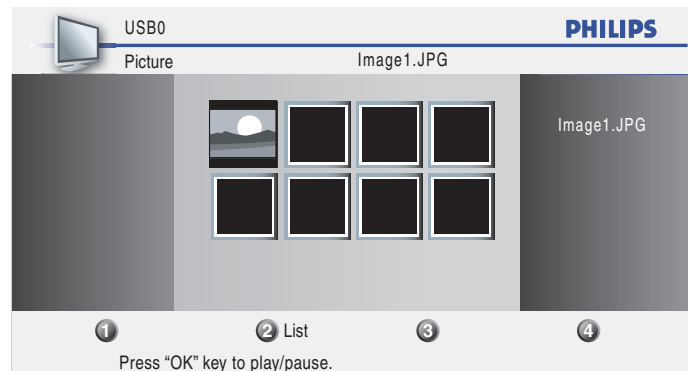 USB0
PHILIPS
Picture
Image1.JPG
Image1.JPG
1
2 List
3
4
Press “OK” key to play/pause.